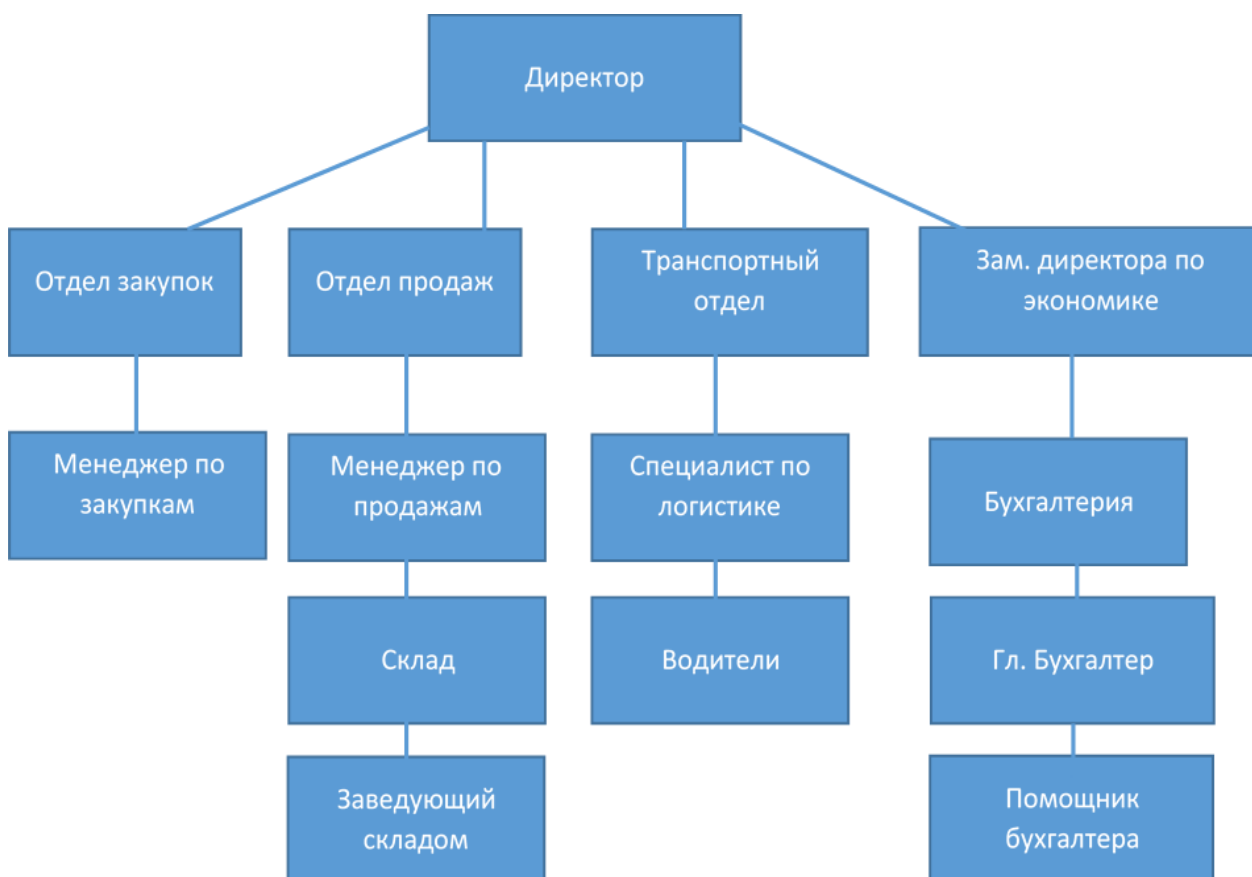 Директор
Отдел закупок
Отдел продаж
Транспортный
отдел
Зам. директора по
экономике
Менеджер по
закупкам
Менеджер по
продажам
Специалист по
логистике
Бухгалтерия
Склад
Водители
Гл. Бухгалтер
Заведующий
складом
Помощник
бухгалтера